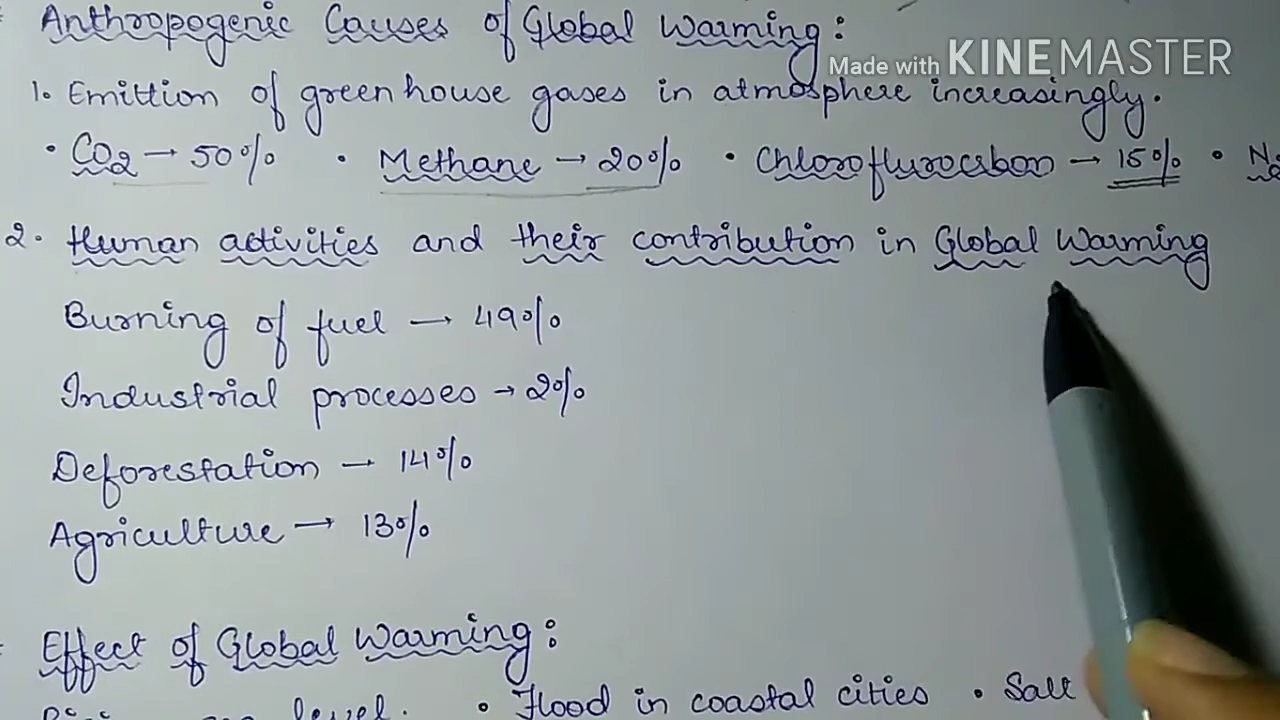 Anthropogenic Causes of Global Warming:
Made with KINEMASTER
1. Emittion of greenhouse gases in atmosphere increasingly.
• CO2 → 50% • Methane → 20% • Chloroflurocarbon → 15% •
2. Human activities and their contribution in Global Warming
Burning of fuel → 49%
Industrial processes → 2%
Deforestation → 14%
Agriculture → 13%
Effect of Global Warming:
level. • Flood in coastal cities • Salt